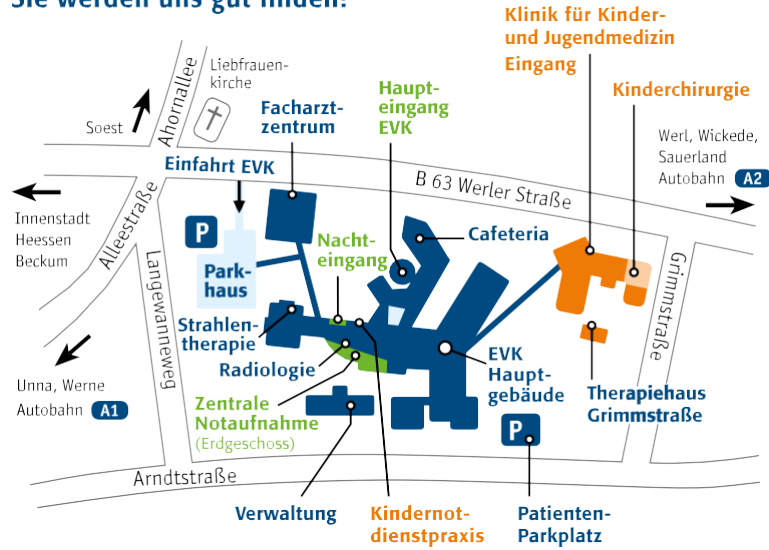 Sie werden uns gut finden!
Klinik für Kinder-
und Jugendmedizin
Eingang
Kinderchirurgie
Liebfrauen-
kirche
Ahornallee
Soest
Facharzt-
zentrum
Haupt-
eingang
EVK
Werl, Wickede,
Sauerland
Autobahn A2
Einfahrt EVK
B 63 Werler Straße
Innenstadt
Heessen
Beckum
Alleestraße
P
Park-
haus
Nacht-
eingang
Cafeteria
Langewanneweg
Grimmstraße
Strahlen-
therapie
Radiologie
EVK
Haupt-
gebäude
Unna, Werne
Autobahn A1
Zentrale
Notaufnahme
(Erdgeschoss)
Therapiehaus
Grimmstraße
P
Arndtstraße
Verwaltung
Kindernot-
dienstpraxis
Patienten-
Parkplatz